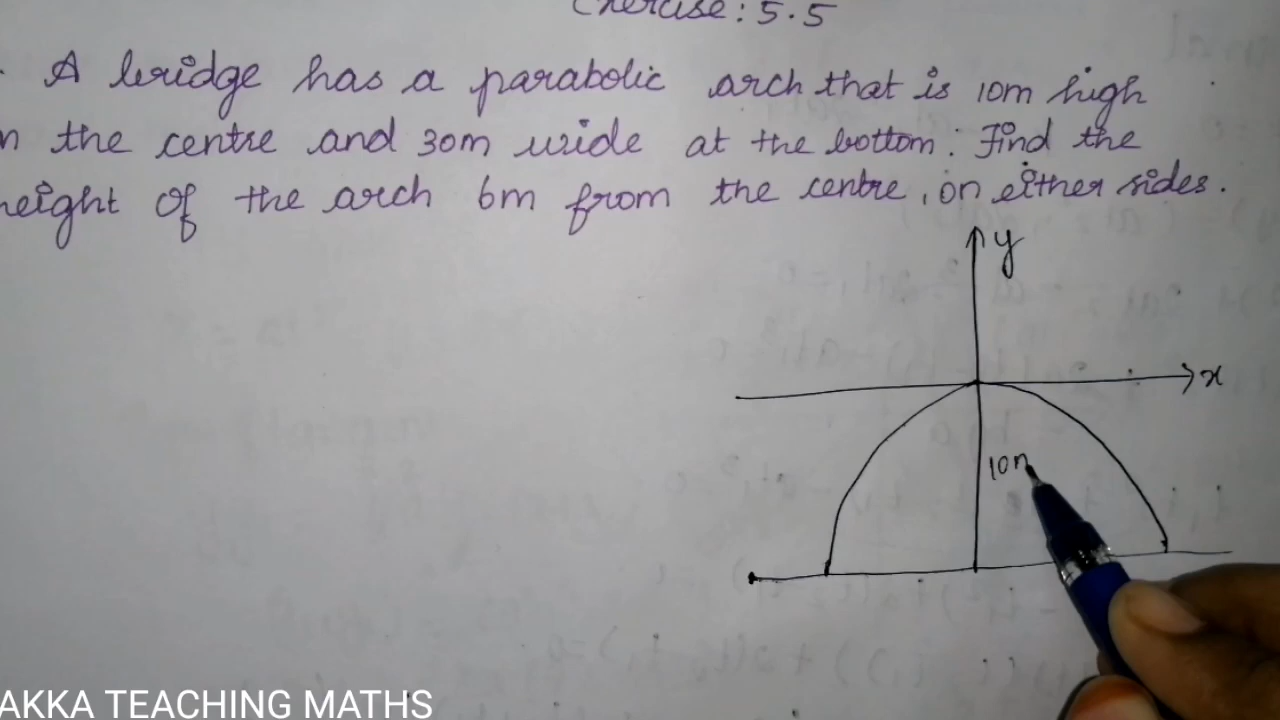 Exercise: 5.5
A bridge has a parabolic arch that is 10m high
n the centre and 30m wide at the bottom. Find the
height of the arch 6m from the centre, on either sides.
y
x
10m
AKKA TEACHING MATHS